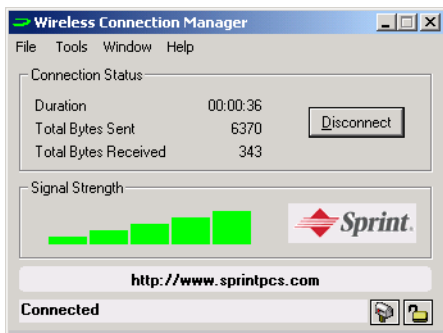 Wireless Connection Manager
File Tools Window Help
Connection Status
Duration 00:00:36
Total Bytes Sent 6370
Total Bytes Received 343
Disconnect
Signal Strength
Sprint.
http://www.sprintpcs.com
Connected